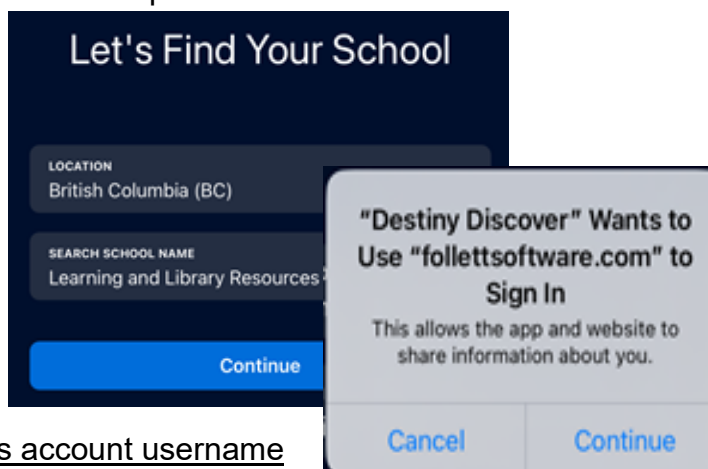 Let's Find Your School
LOCATION
British Columbia (BC)
SEARCH SCHOOL NAME
Learning and Library Resources
Continue
"Destiny Discover" Wants to
Use "follettsoftware.com" to
Sign In
This allows the app and website to
share information about you.
Cancel
Continue
s account username